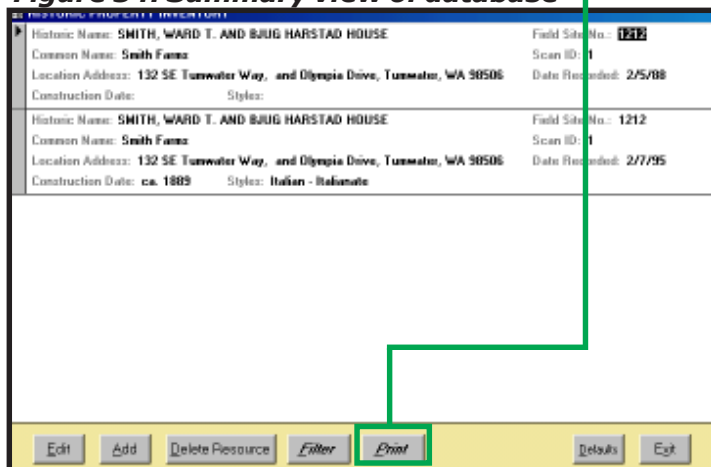 Figure 34. Summary view of database
HISTORIC PROPERTY INVENTORY
Historic Name: SMITH, WARD T. AND BJUG HARSTAD HOUSE Field Site No.: 1212
Common Name: Smith Farms Scan ID: 1
Location Address: 132 SE Tumwater Way, and Olympia Drive, Tumwater, WA 98506 Date Recorded: 2/5/88
Construction Date: Styles:
Historic Name: SMITH, WARD T. AND BJUG HARSTAD HOUSE Field Site No.: 1212
Common Name: Smith Farms Scan ID: 1
Location Address: 132 SE Tumwater Way, and Olympia Drive, Tumwater, WA 98506 Date Recorded: 2/7/95
Construction Date: ca. 1889 Styles: Italian - Italianate
Edit Add Delete Resource Filter Print Defaults Exit